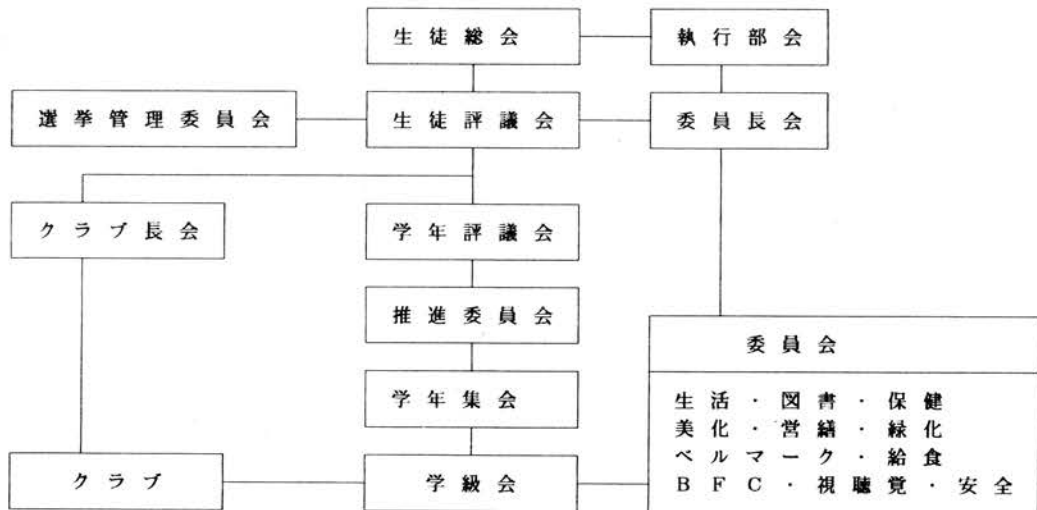 生徒総会
執行部会
選挙管理委員会
生徒評議会
委員長会
クラブ長会
学年評議会
推進委員会
委員会
生活・図書・保健
美化・営繕・緑化
ベルマーク・給食
BFC・視聴覚・安全
学年集会
クラブ
学級会